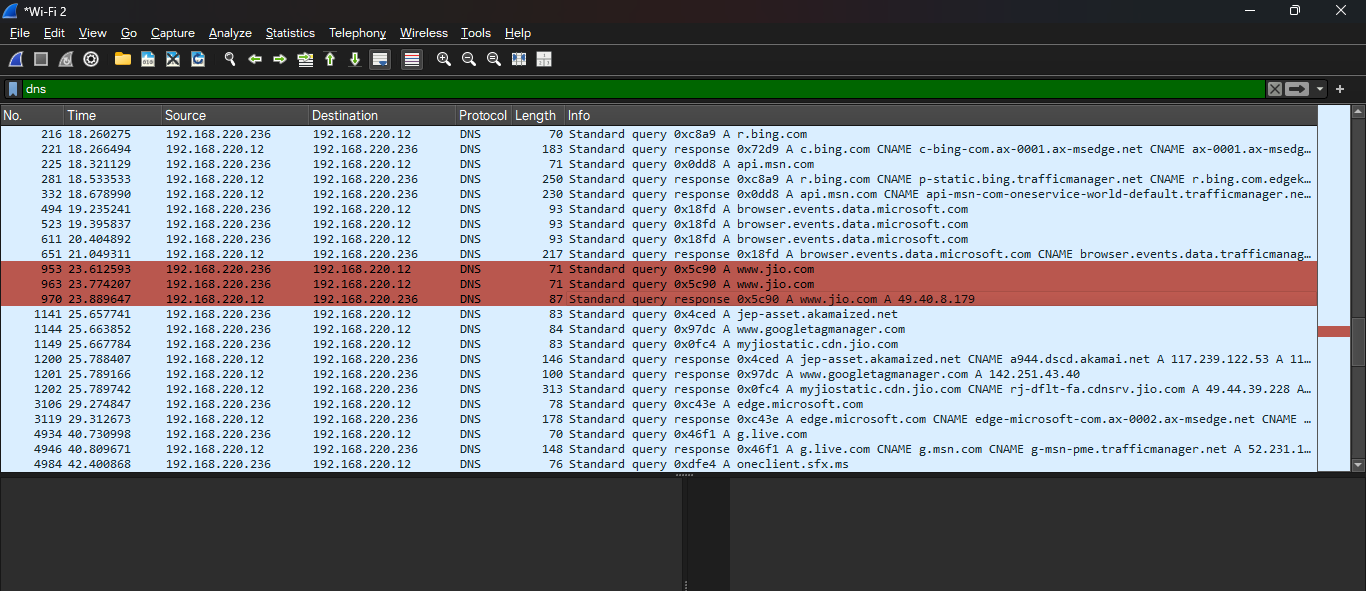 *Wi-Fi 2
File Edit View Go Capture Analyze Statistics Telephony Wireless Tools Help
dns
No. Time Source Destination Protocol Length Info
216 18.260275 192.168.220.236 192.168.220.12 DNS 70 Standard query 0xc8a9 A r.bing.com
221 18.266494 192.168.220.12 192.168.220.236 DNS 183 Standard query response 0x72d9 A c.bing.com CNAME c-bing-com.ax-0001.ax-msedge.net CNAME ax-0001.ax-msedg…
225 18.321129 192.168.220.236 192.168.220.12 DNS 71 Standard query 0x0dd8 A api.msn.com
281 18.533533 192.168.220.12 192.168.220.236 DNS 250 Standard query response 0xc8a9 A r.bing.com CNAME p-static.bing.trafficmanager.net CNAME r.bing.com.edgek…
332 18.678990 192.168.220.12 192.168.220.236 DNS 230 Standard query response 0x0dd8 A api.msn.com CNAME api-msn-com-oneservice-world-default.trafficmanager.ne…
494 19.235241 192.168.220.236 192.168.220.12 DNS 93 Standard query 0x18fd A browser.events.data.microsoft.com
523 19.395837 192.168.220.236 192.168.220.12 DNS 93 Standard query 0x18fd A browser.events.data.microsoft.com
611 20.404892 192.168.220.236 192.168.220.12 DNS 93 Standard query 0x18fd A browser.events.data.microsoft.com
651 21.049311 192.168.220.12 192.168.220.236 DNS 217 Standard query response 0x18fd A browser.events.data.microsoft.com CNAME browser.events.data.trafficmanag…
953 23.612593 192.168.220.236 192.168.220.12 DNS 71 Standard query 0x5c90 A www.jio.com
963 23.774207 192.168.220.236 192.168.220.12 DNS 71 Standard query 0x5c90 A www.jio.com
970 23.889647 192.168.220.12 192.168.220.236 DNS 87 Standard query response 0x5c90 A www.jio.com A 49.40.8.179
1141 25.657741 192.168.220.236 192.168.220.12 DNS 83 Standard query 0x4ced A jep-asset.akamaized.net
1144 25.663852 192.168.220.236 192.168.220.12 DNS 84 Standard query 0x97dc A www.googletagmanager.com
1149 25.667784 192.168.220.236 192.168.220.12 DNS 83 Standard query 0x0fc4 A myjiostatic.cdn.jio.com
1200 25.788407 192.168.220.12 192.168.220.236 DNS 146 Standard query response 0x4ced A jep-asset.akamaized.net CNAME a944.dscd.akamai.net A 117.239.122.53 A 11…
1201 25.789166 192.168.220.12 192.168.220.236 DNS 100 Standard query response 0x97dc A www.googletagmanager.com A 142.251.43.40
1202 25.789742 192.168.220.12 192.168.220.236 DNS 313 Standard query response 0x0fc4 A myjiostatic.cdn.jio.com CNAME rj-dflt-fa.cdnsrv.jio.com A 49.44.39.228 A…
3106 29.274847 192.168.220.236 192.168.220.12 DNS 78 Standard query 0xc43e A edge.microsoft.com
3119 29.312673 192.168.220.12 192.168.220.236 DNS 178 Standard query response 0xc43e A edge.microsoft.com CNAME edge-microsoft-com.ax-0002.ax-msedge.net CNAME …
4934 40.730998 192.168.220.236 192.168.220.12 DNS 70 Standard query 0x46f1 A g.live.com
4946 40.809671 192.168.220.12 192.168.220.236 DNS 148 Standard query response 0x46f1 A g.live.com CNAME g.msn.com CNAME g-msn-pme.trafficmanager.net A 52.231.1…
4984 42.400868 192.168.220.236 192.168.220.12 DNS 76 Standard query 0xdfe4 A oneclient.sfx.ms